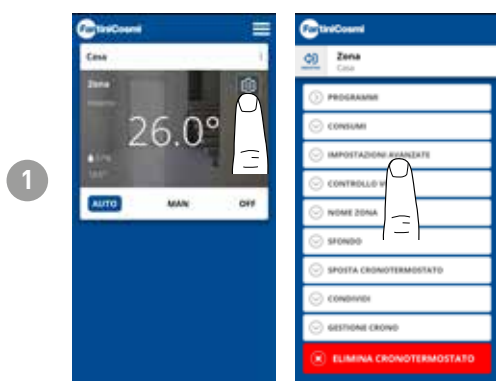 1
FantiniCosmi
Casa
Zona
26.0°
AUTO MAN OFF
FantiniCosmi
Zona
Casa
PROGRAMMI
CONSUMI
IMPOSTAZIONI AVANZATE
CONTROLLO
NOME ZONA
SFONDO
SPOSTA CRONOTERMOSTATO
CONDIVIDI
GESTIONE CRONO
ELIMINA CRONOTERMOSTATO